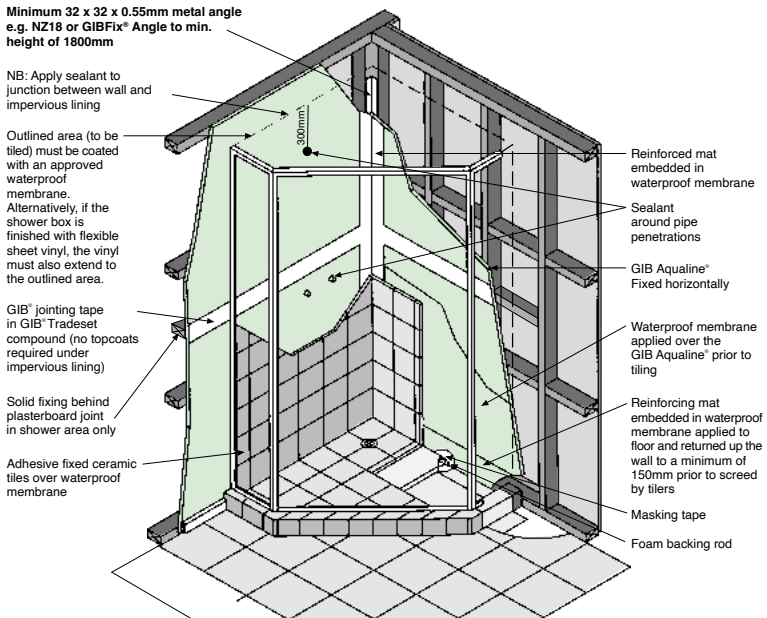 Minimum 32 x 32 x 0.55mm metal angle
e.g. NZ18 or GIBFix® Angle to min.
height of 1800mm
NB: Apply sealant to
junction between wall and
impervious lining
Outlined area (to be
tiled) must be coated
with an approved
waterproof
membrane.
Alternatively, if the
shower box is
finished with flexible
sheet vinyl, the vinyl
must also extend to
the outlined area.
GIB® jointing tape
in GIB® Tradeset
compound (no topcoats
required under
impervious lining)
Solid fixing behind
plasterboard joint
in shower area only
Adhesive fixed ceramic
tiles over waterproof
membrane
300mm
Reinforced mat
embedded in
waterproof membrane
Sealant
around pipe
penetrations
GIB Aqualine®
Fixed horizontally
Waterproof membrane
applied over the
GIB Aqualine® prior to
tiling
Reinforcing mat
embedded in waterproof
membrane applied to
floor and returned up the
wall to a minimum of
150mm prior to screed
by tilers
Masking tape
Foam backing rod